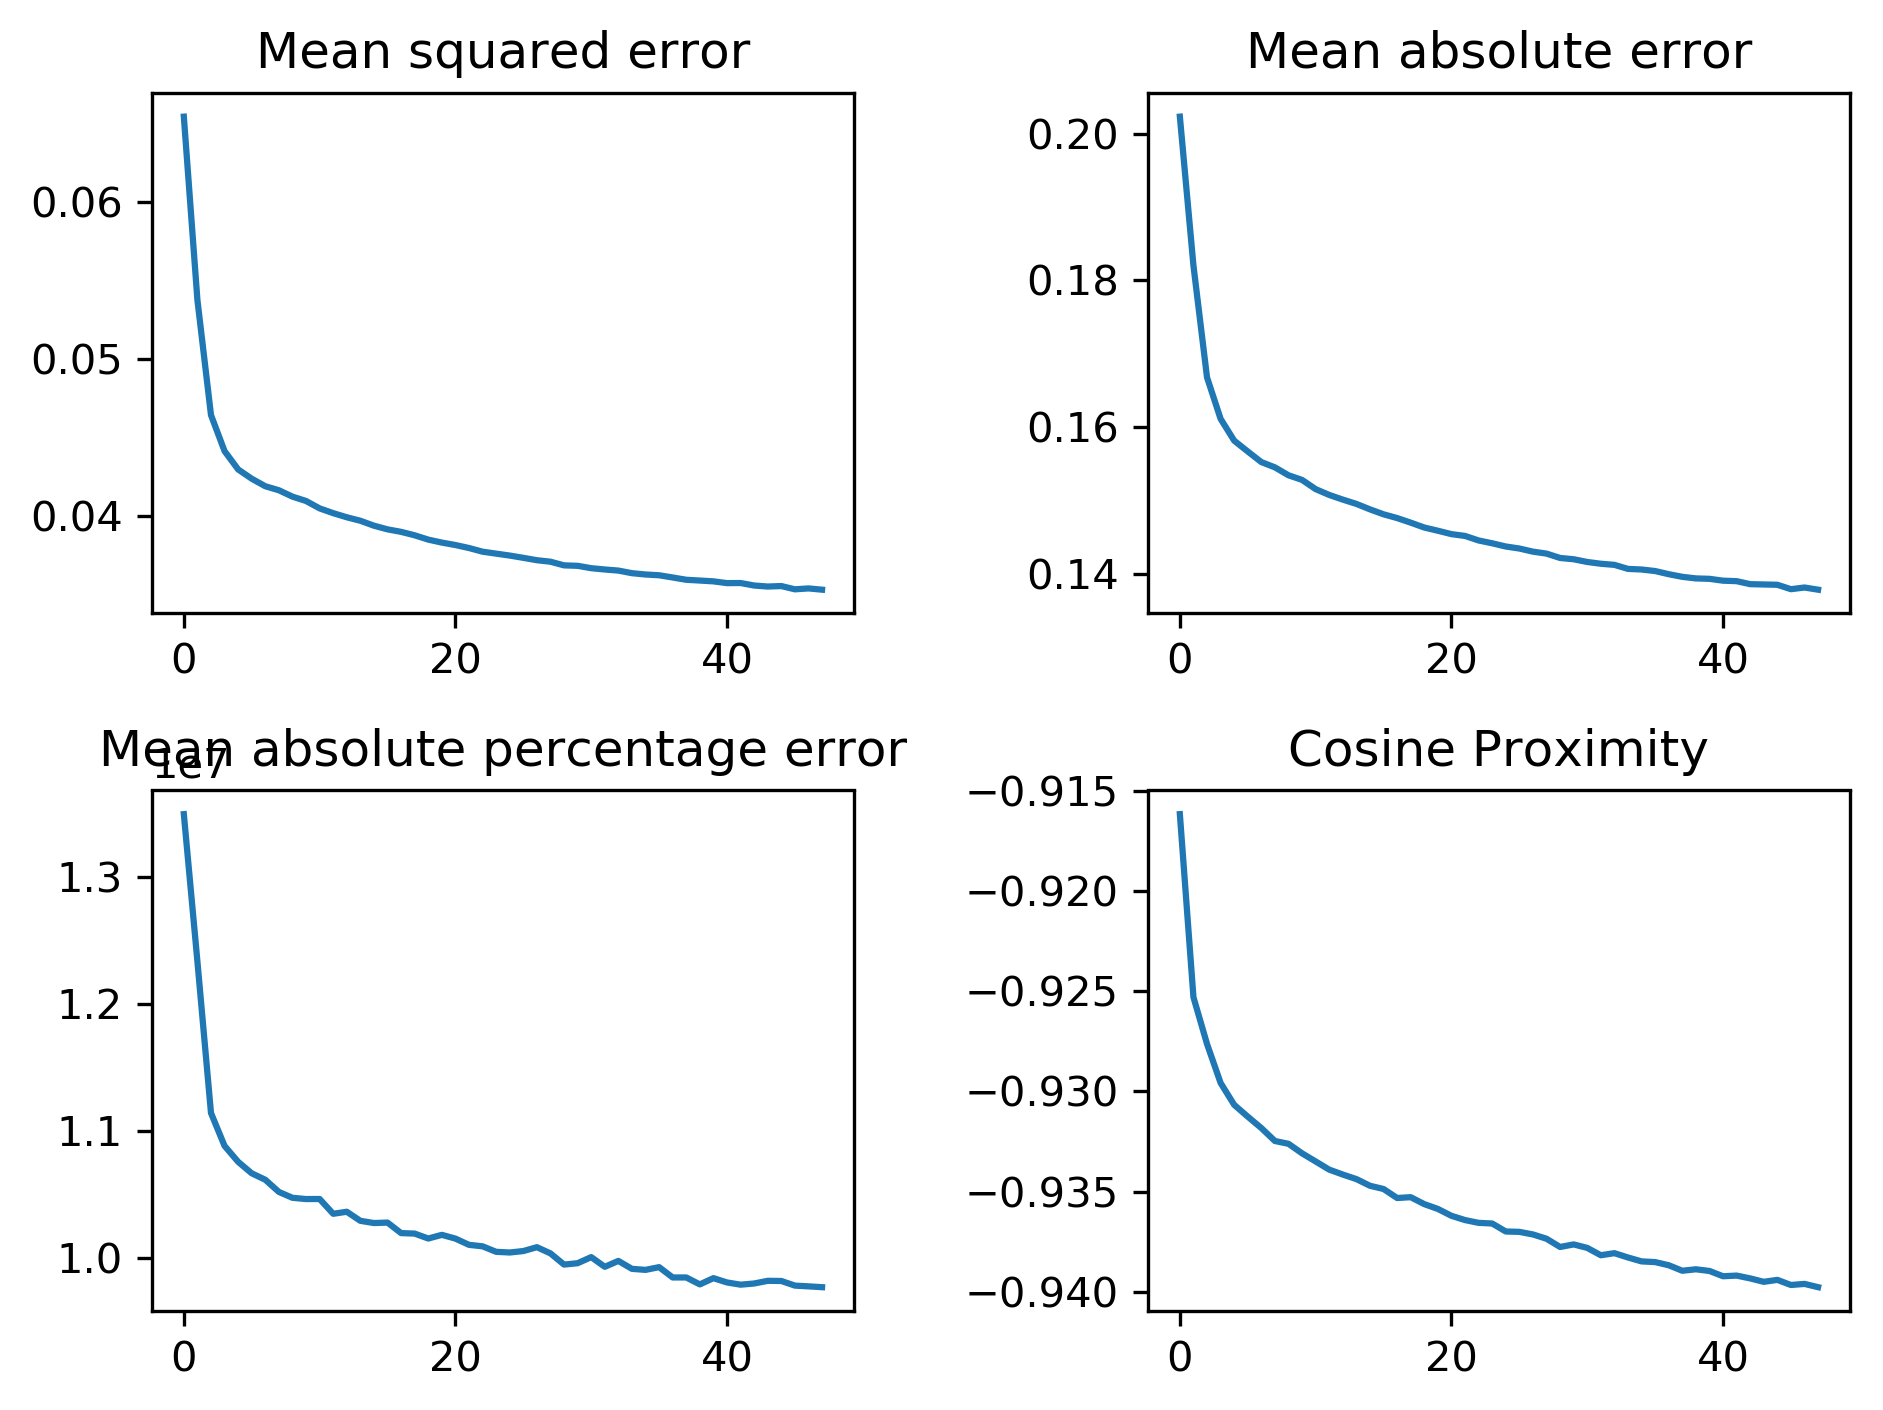 Mean squared error
0.06
0.05
0.04
0 20 40
Mean absolute error
0.20
0.18
0.16
0.14
0 20 40
Mean absolute percentage error
1e7
1.3
1.2
1.1
1.0
0 20 40
Cosine Proximity
−0.915
−0.920
−0.925
−0.930
−0.935
−0.940
0 20 40